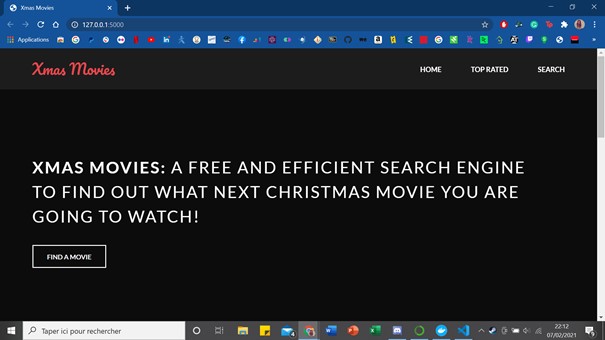 Xmas Movies
127.0.0.1:5000
Applications
Xmas Movies
HOME
TOP RATED
SEARCH
XMAS MOVIES: A FREE AND EFFICIENT SEARCH ENGINE
TO FIND OUT WHAT NEXT CHRISTMAS MOVIE YOU ARE
GOING TO WATCH!
FIND A MOVIE
Taper ici pour rechercher
22:12
07/02/2021